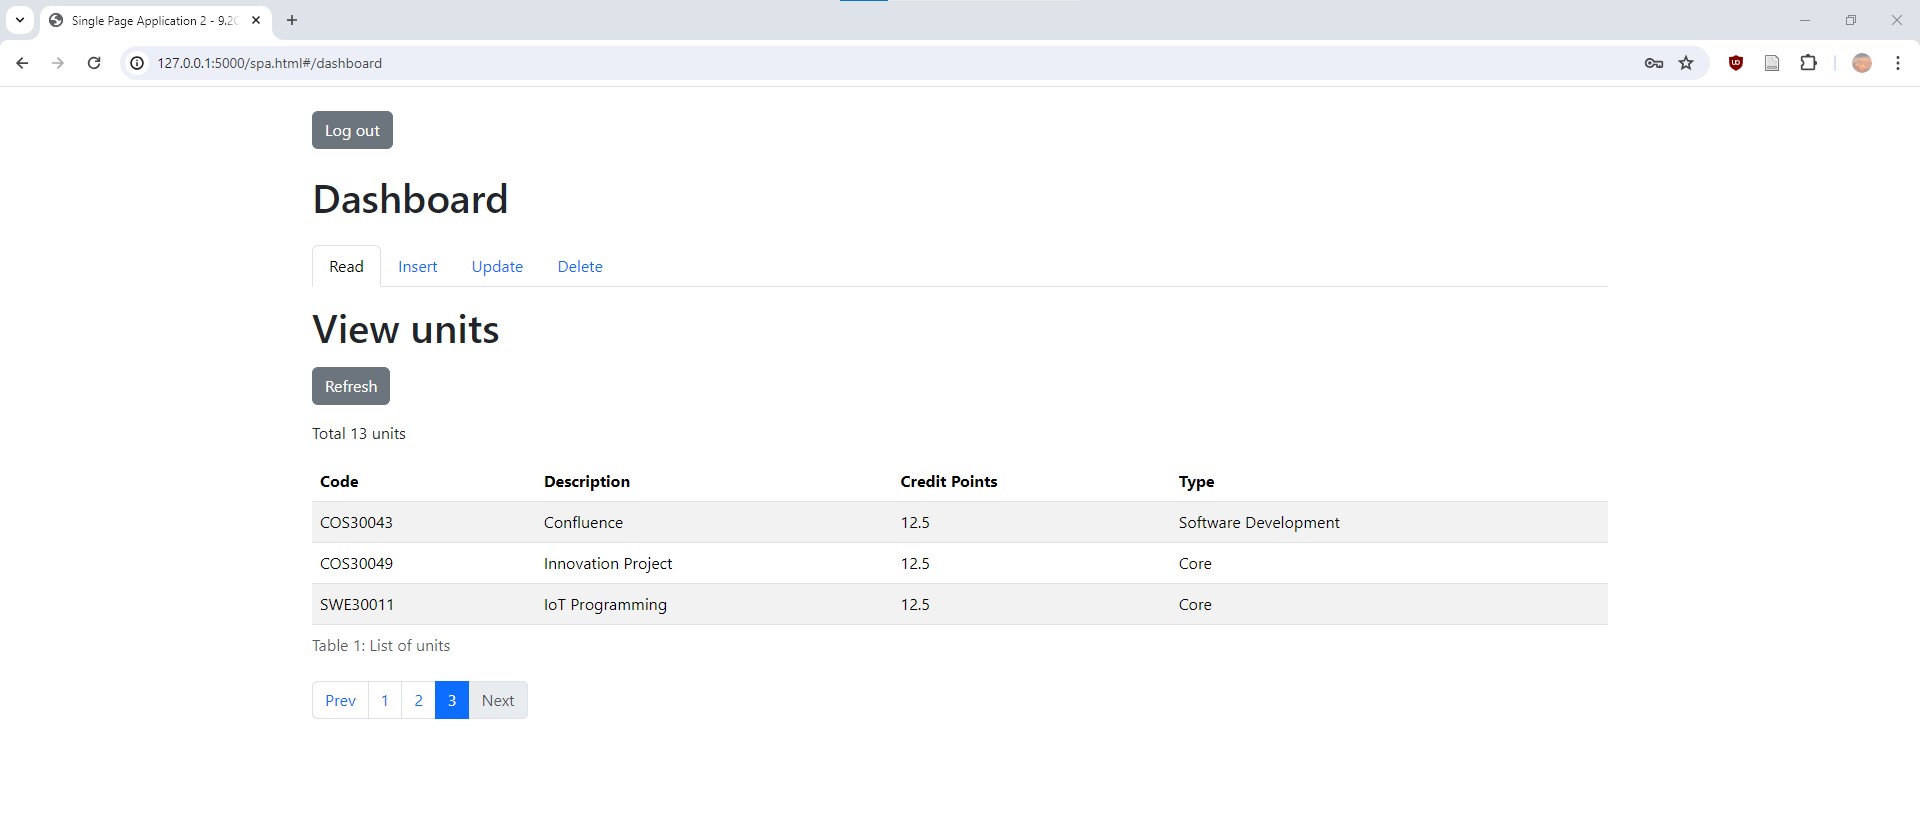 Single Page Application 2 - 9.2
127.0.0.1:5000/spa.html#/dashboard
Log out
Dashboard
Read Insert Update Delete
View units
Refresh
Total 13 units
Code Description Credit Points Type
COS30043 Confluence 12.5 Software Development
COS30049 Innovation Project 12.5 Core
SWE30011 IoT Programming 12.5 Core
Table 1: List of units
Prev 1 2 3 Next